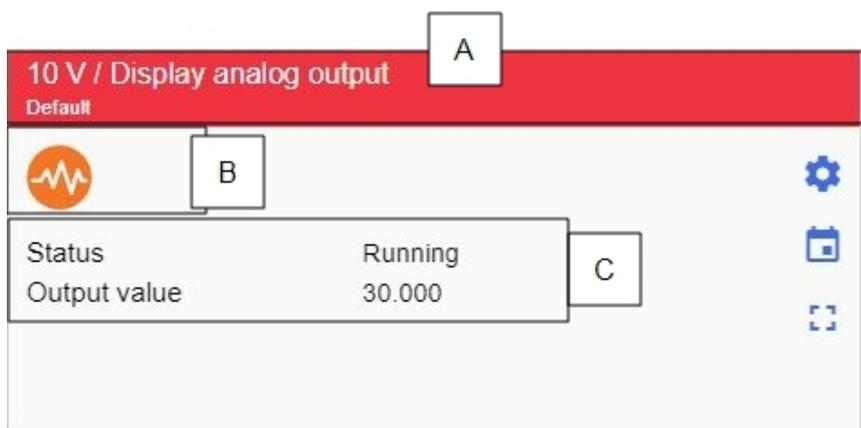 A
10 V / Display analog output
Default
B
Status Running
Output value 30.000
C